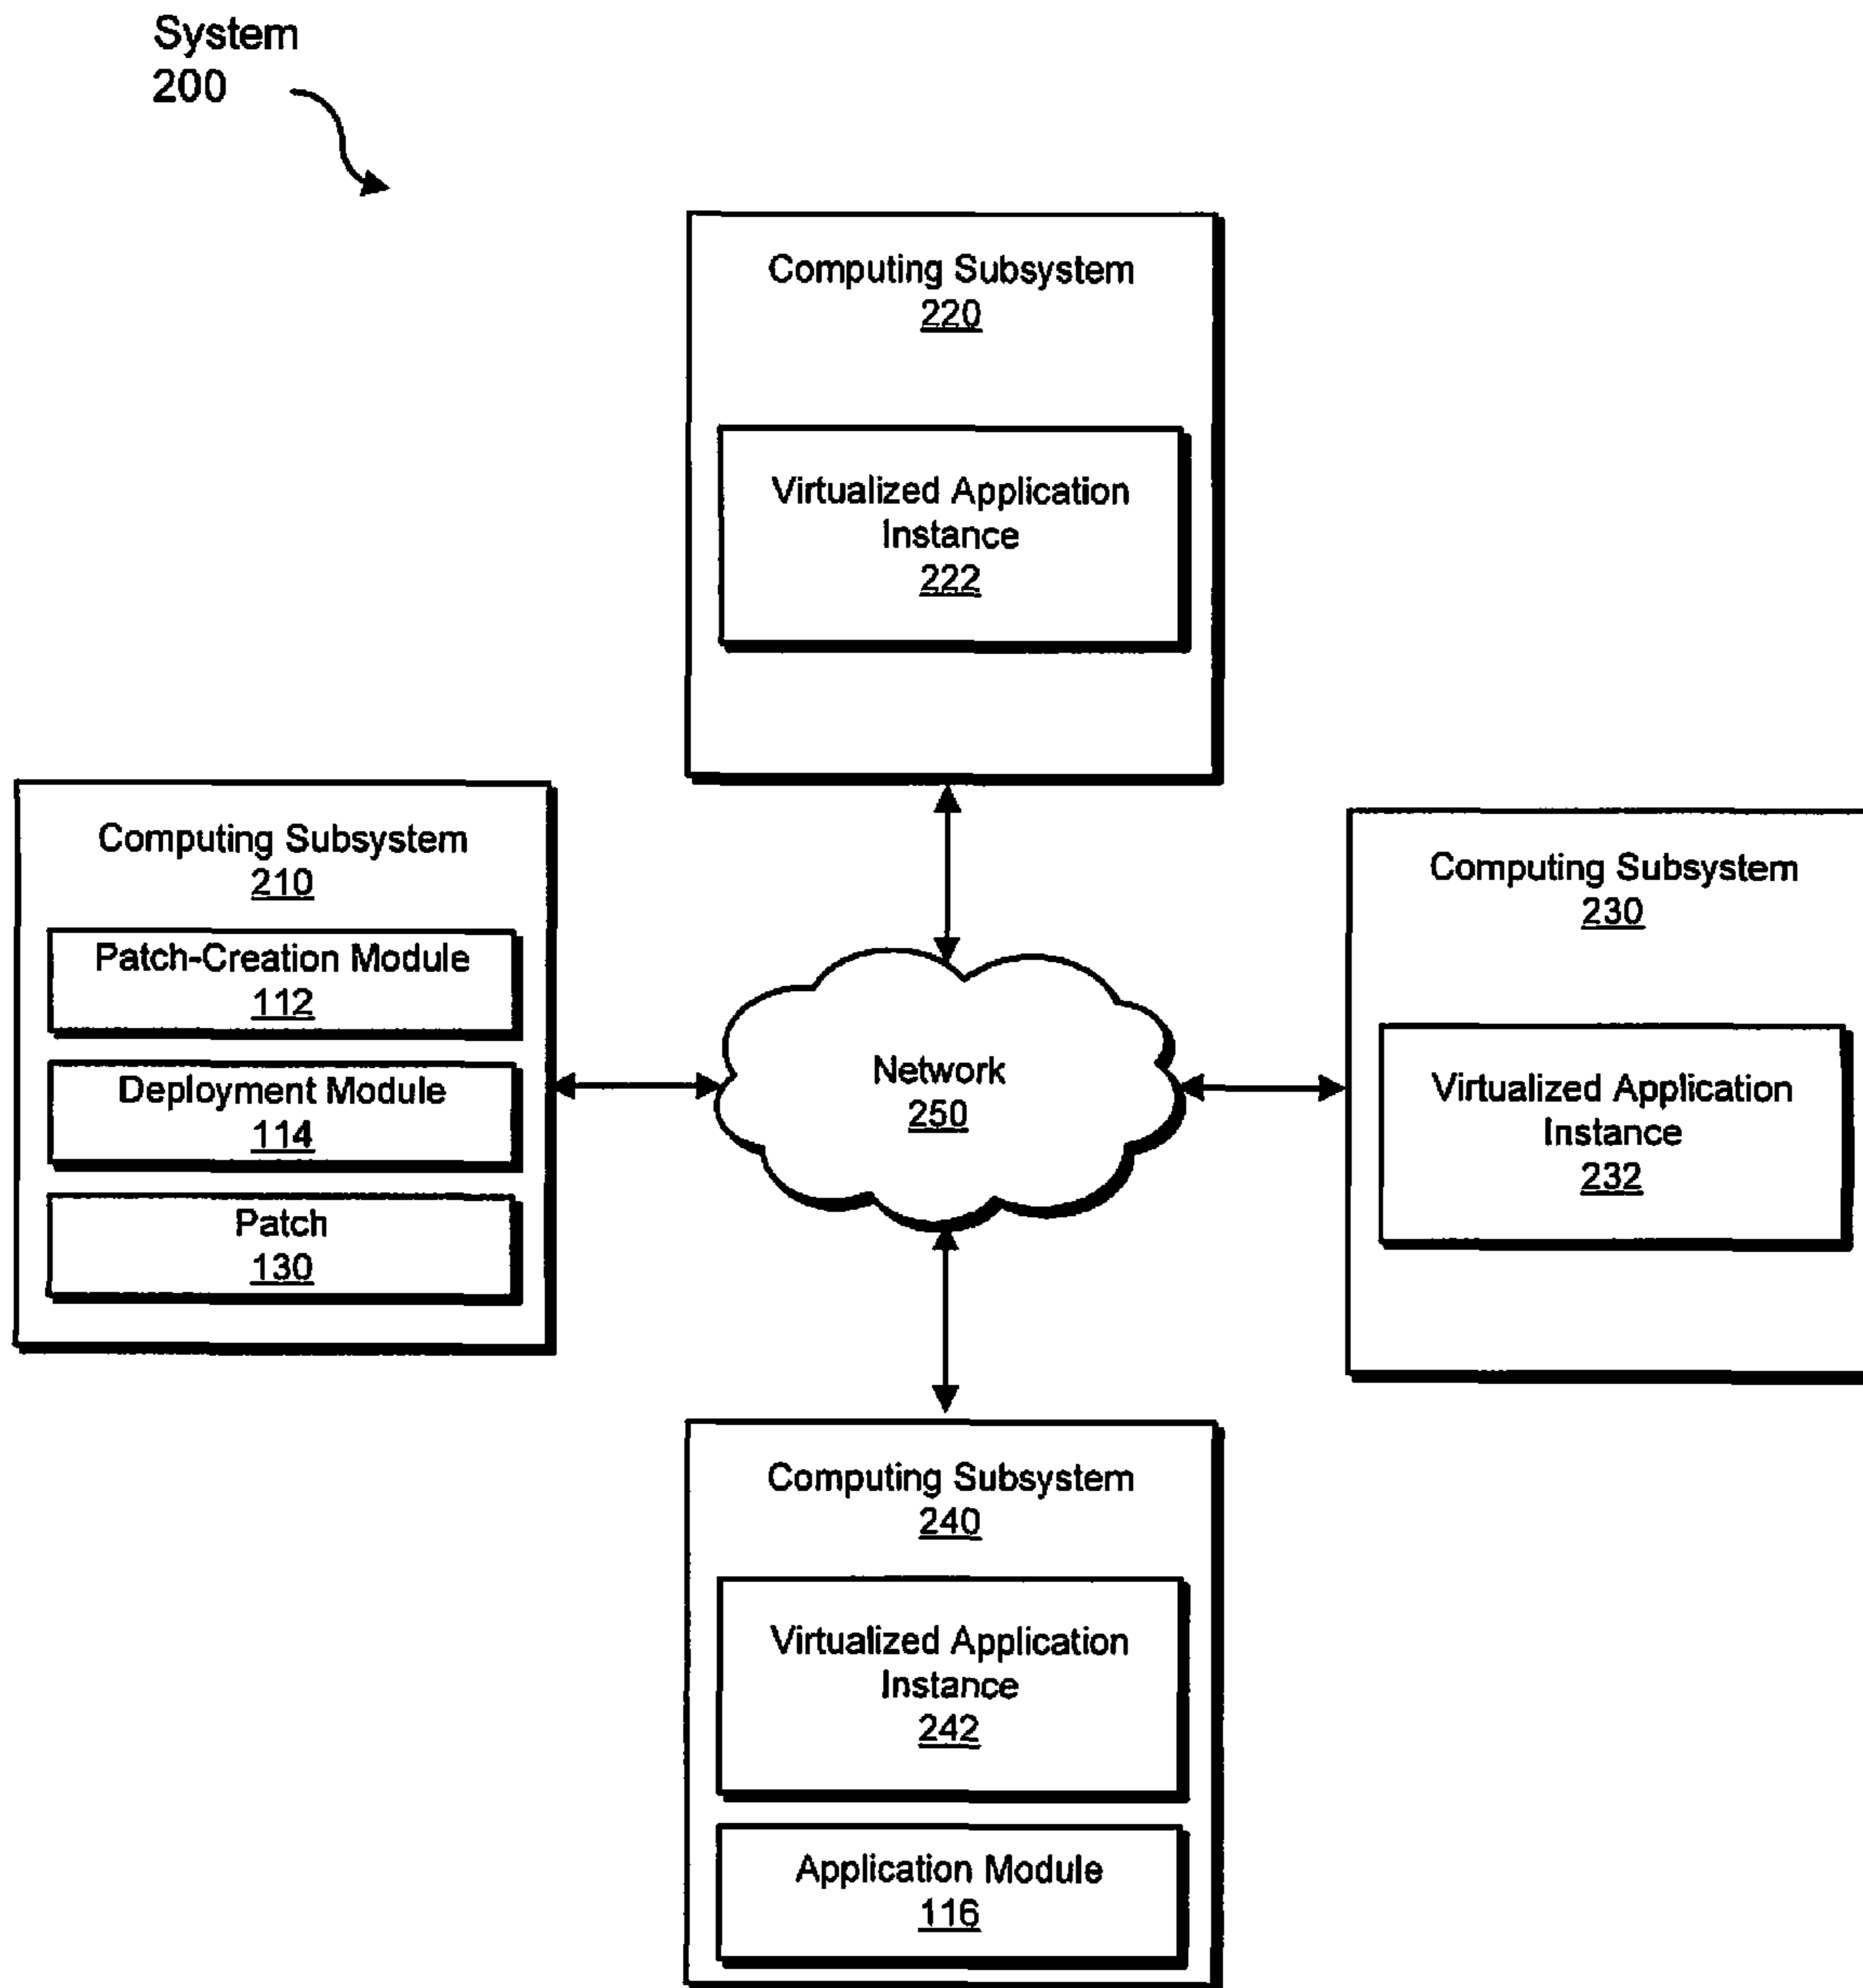 System
200
Computing Subsystem
220
Virtualized Application
Instance
222
Computing Subsystem
210
Patch-Creation Module
112
Deployment Module
114
Patch
130
Network
250
Computing Subsystem
230
Virtualized Application
Instance
232
Computing Subsystem
240
Virtualized Application
Instance
242
Application Module
116